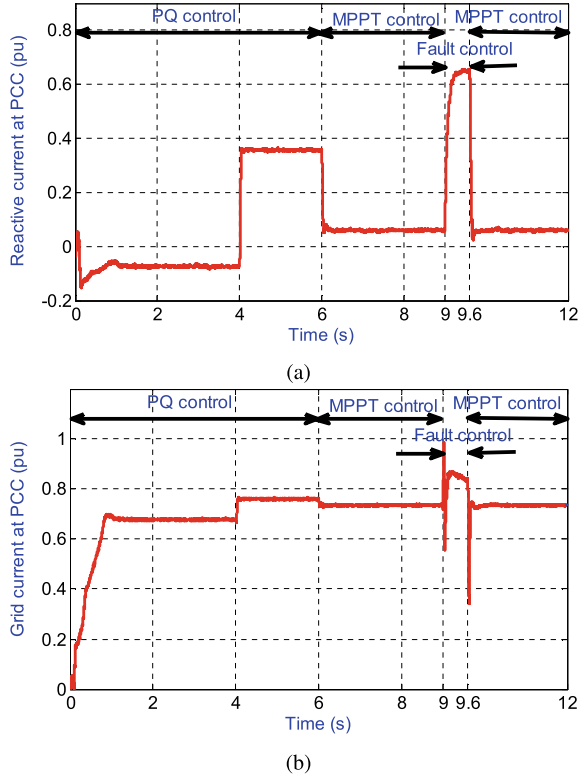 PQ control MPPT control MPPT control
Fault control
Reactive current at PCC (pu)
0.8
0.6
0.4
0.2
0
-0.2
0 2 4 6 8 9 9.6 12
Time (s)
(a)
PQ control MPPT control MPPT control
Fault control
Grid current at PCC (pu)
1
0.8
0.6
0.4
0.2
0
0 2 4 6 8 9 9.6 12
Time (s)
(b)